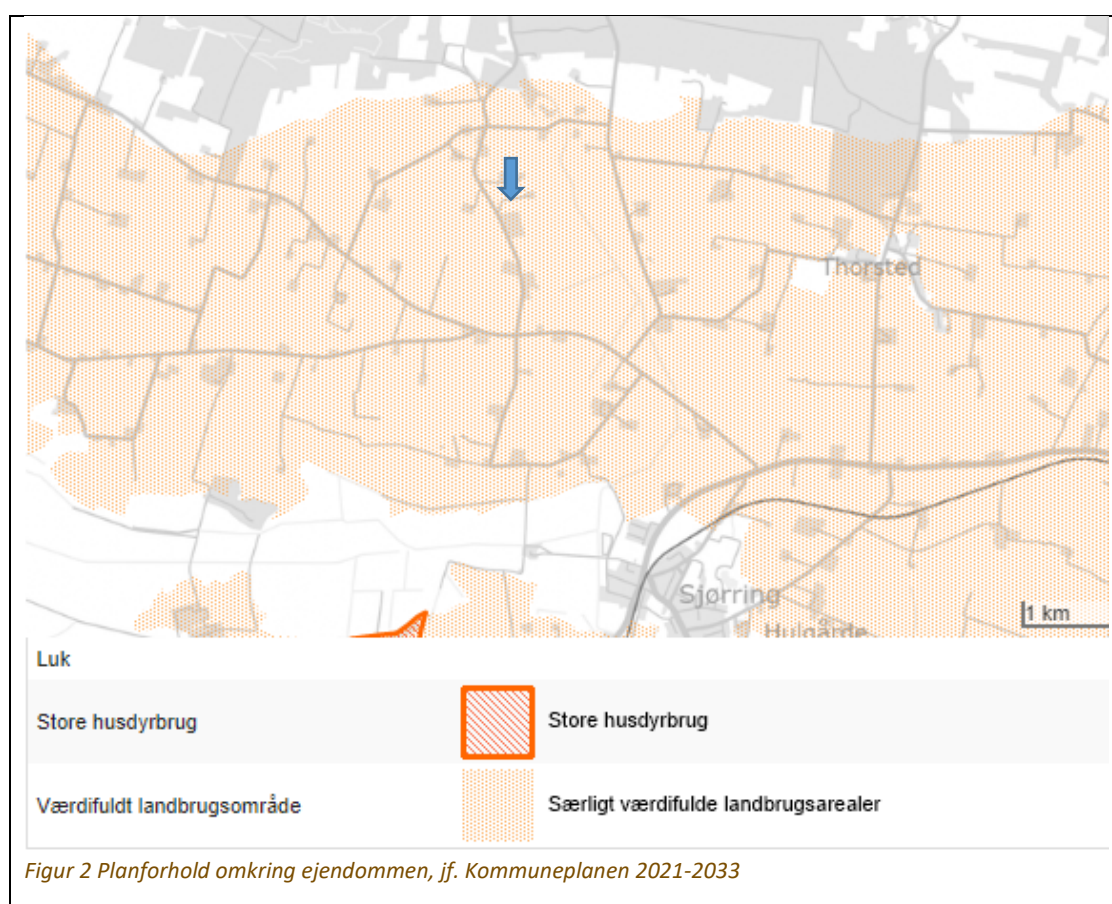 Thorsted
Sjørring
Hulgårde
1 km
Luk
Store husdyrbrug
Store husdyrbrug
Værdifuldt landbrugsområde
Særligt værdifulde landbrugsarealer
Figur 2 Planforhold omkring ejendommen, jf. Kommuneplanen 2021-2033